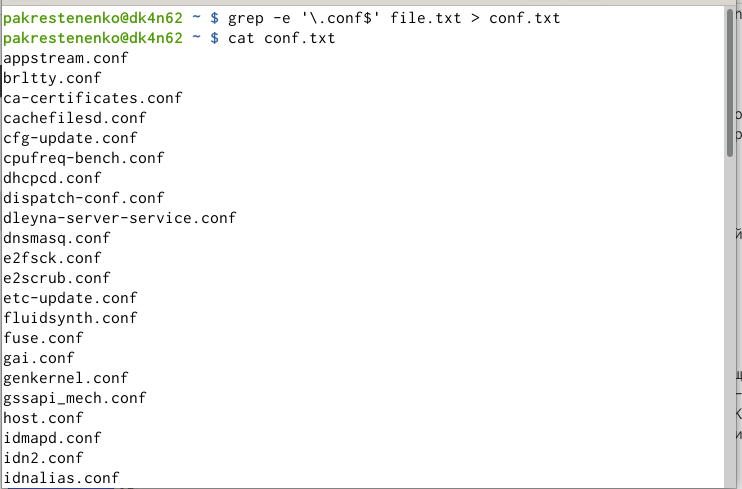 pakrestenenko@dk4n62 ~ $ grep -e '\.conf$' file.txt > conf.txt
pakrestenenko@dk4n62 ~ $ cat conf.txt
appstream.conf
brltty.conf
ca-certificates.conf
cachefilesd.conf
cfg-update.conf
cpufreq-bench.conf
dhcpcd.conf
dispatch-conf.conf
dleyna-server-service.conf
dnsmasq.conf
e2fsck.conf
e2scrub.conf
etc-update.conf
fluidsynth.conf
fuse.conf
gai.conf
genkernel.conf
gssapi_mech.conf
host.conf
idmapd.conf
idn2.conf
idnalias.conf